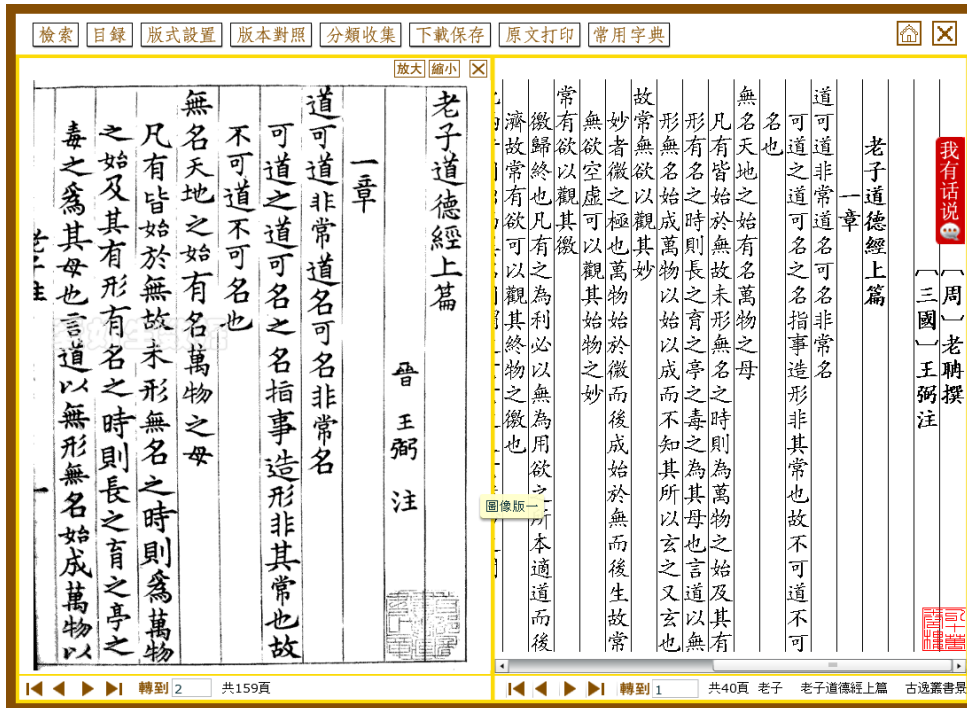 檢索 目錄 版式設置 版本對照 分類收集 下載保存 原文打印 常用字典
放大 縮小
老子道德經上篇
晉 王弼 注
一章
道可道非常道名可名非常名
可道之道可名之名指事造形非其常也故
不可道不可名也
無名天地之始有名萬物之母
凡有皆始於無故未形無名之時則爲萬物
之始及其有形有名之時則長之育之亭之
毒之爲其母也言道以無形無名始成萬物以
一
轉到 2 共159頁
圖像版一
我有话说
〔周〕老聃撰
〔三國〕王弼注
老子道德經上篇
一章
道可道非常道名可名非常名
可道之道可名之名指事造形非其常也故不可道不可
名也
無名天地之始有名萬物之母
凡有皆始於無故未形無名之時則為萬物之始及其有
形有名之時則長之育之亭之毒之為其母也言道以無
形無名始成萬物以始以成而不知其所以玄之又玄也
故常無欲以觀其妙
妙者微之極也萬物始於微而後成始於無而後生故常
無欲空虛可以觀其始物之妙
常有欲以觀其徼
徼歸終也凡有之為利必以無為用欲之所本適道而後
濟故常有欲可以觀其終物之徼也
轉到 1 共40頁 老子 老子道德經上篇 古逸叢書景